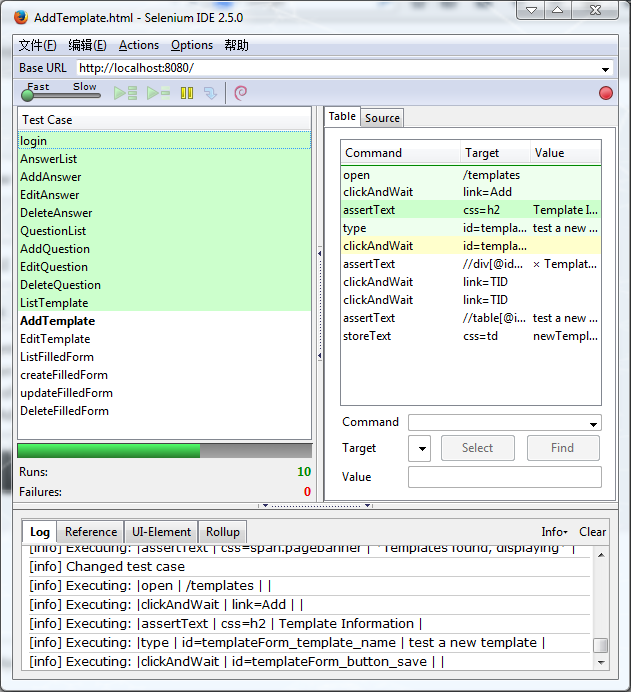 AddTemplate.html - Selenium IDE 2.5.0
文件(F) 编辑(E) Actions Options 帮助
Base URL http://localhost:8080/
Fast Slow
Test Case
login
AnswerList
AddAnswer
EditAnswer
DeleteAnswer
QuestionList
AddQuestion
EditQuestion
DeleteQuestion
ListTemplate
AddTemplate
EditTemplate
ListFilledForm
createFilledForm
updateFilledForm
DeleteFilledForm
Runs: 10
Failures: 0
Table Source
Command Target Value
open /templates
clickAndWait link=Add
assertText css=h2 Template I...
type id=templa... test a new ...
clickAndWait id=templa...
assertText //div[@id... × Templat...
clickAndWait link=TID
clickAndWait link=TID
assertText //table[@i... test a new ...
storeText css=td newTempl...
Command
Target Select Find
Value
Log Reference UI-Element Rollup Info Clear
[info] Executing: |assertText | css=span.pagebanner | *Templates found, displaying* |
[info] Changed test case
[info] Executing: |open | /templates | |
[info] Executing: |clickAndWait | link=Add | |
[info] Executing: |assertText | css=h2 | Template Information |
[info] Executing: |type | id=templateForm_template_name | test a new template |
[info] Executing: |clickAndWait | id=templateForm_button_save | |